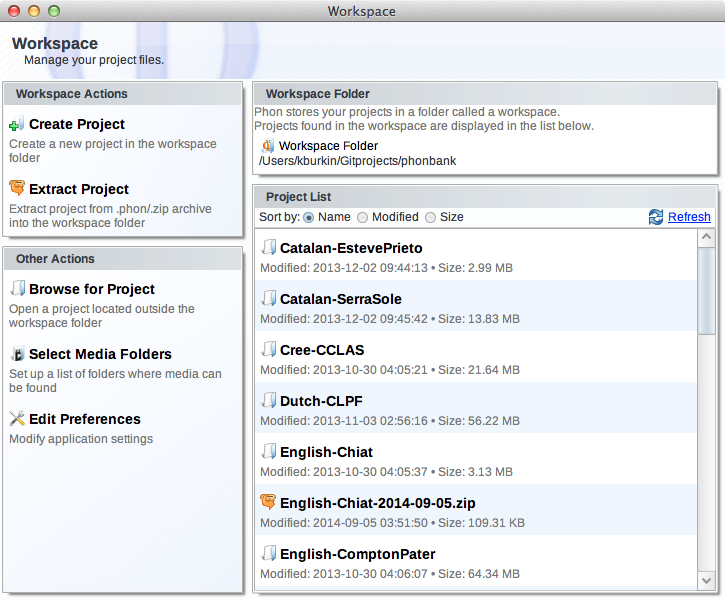 Workspace
Workspace
Manage your project files.
Workspace Actions
Create Project
Create a new project in the workspace
folder
Extract Project
Extract project from .phon/.zip archive
into the workspace folder
Other Actions
Browse for Project
Open a project located outside the
workspace folder
Select Media Folders
Set up a list of folders where media can
be found
Edit Preferences
Modify application settings
Workspace Folder
Phon stores your projects in a folder called a workspace.
Projects found in the workspace are displayed in the list below.
Workspace Folder
/Users/kburkin/Gitprojects/phonbank
Project List
Sort by: Name Modified Size Refresh
Catalan-EstevePrieto
Modified: 2013-12-02 09:44:13 • Size: 2.99 MB
Catalan-SerraSole
Modified: 2013-12-02 09:45:42 • Size: 13.83 MB
Cree-CCLAS
Modified: 2013-10-30 04:05:21 • Size: 21.64 MB
Dutch-CLPF
Modified: 2013-11-03 02:56:16 • Size: 56.22 MB
English-Chiat
Modified: 2013-10-30 04:05:37 • Size: 3.13 MB
English-Chiat-2014-09-05.zip
Modified: 2014-09-05 03:51:50 • Size: 109.31 KB
English-ComptonPater
Modified: 2013-10-30 04:06:07 • Size: 64.34 MB